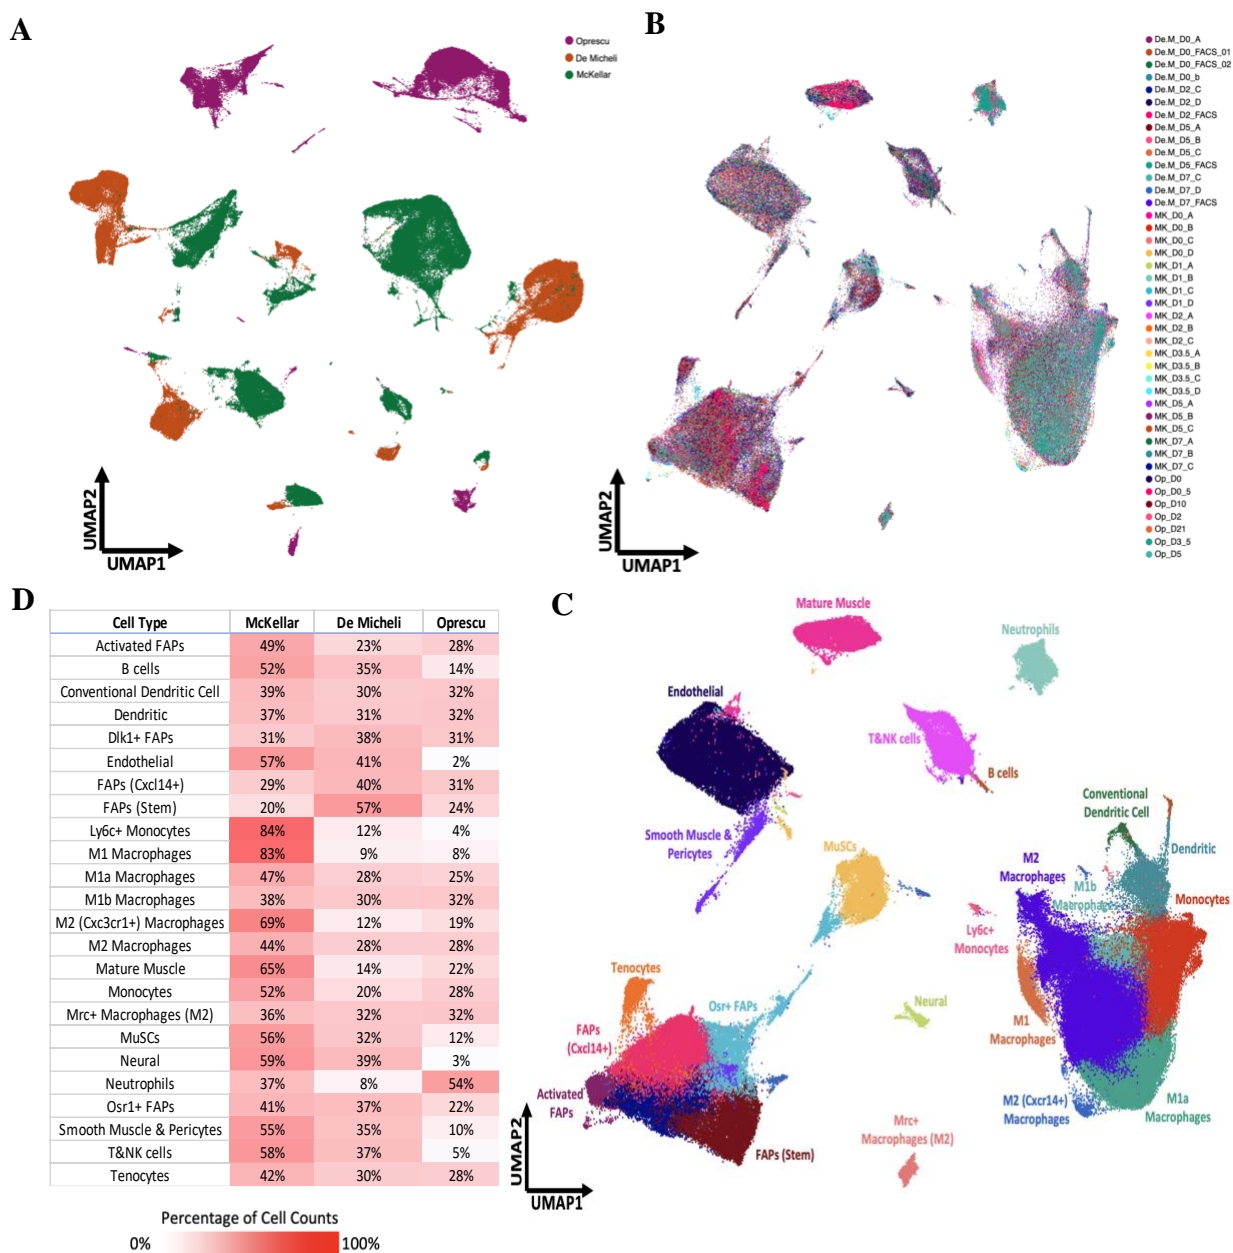 A
Oprescu
De Micheli
McKellar
UMAP2
UMAP1
B
De.M_D0_A
De.M_D0_FACS_01
De.M_D0_FACS_02
De.M_D0_b
De.M_D2_C
De.M_D2_D
De.M_D2_FACS
De.M_D5_A
De.M_D5_B
De.M_D5_C
De.M_D5_FACS
De.M_D7_C
De.M_D7_D
De.M_D7_FACS
MK_D0_A
MK_D0_B
MK_D0_C
MK_D0_D
MK_D1_A
MK_D1_B
MK_D1_C
MK_D1_D
MK_D2_A
MK_D2_B
MK_D2_C
MK_D3.5_A
MK_D3.5_B
MK_D3.5_C
MK_D3.5_D
MK_D5_A
MK_D5_B
MK_D5_C
MK_D7_A
MK_D7_B
MK_D7_C
Op_D0
Op_D0_5
Op_D10
Op_D2
Op_D21
Op_D3_5
Op_D5
UMAP2
UMAP1
D
Cell Type McKellar De Micheli Oprescu
Activated FAPs 49% 23% 28%
B cells 52% 35% 14%
Conventional Dendritic Cell 39% 30% 32%
Dendritic 37% 31% 32%
Dlk1+ FAPs 31% 38% 31%
Endothelial 57% 41% 2%
FAPs (Cxcl14+) 29% 40% 31%
FAPs (Stem) 20% 57% 24%
Ly6c+ Monocytes 84% 12% 4%
M1 Macrophages 83% 9% 8%
M1a Macrophages 47% 28% 25%
M1b Macrophages 38% 30% 32%
M2 (Cxc3cr1+) Macrophages 69% 12% 19%
M2 Macrophages 44% 28% 28%
Mature Muscle 65% 14% 22%
Monocytes 52% 20% 28%
Mrc+ Macrophages (M2) 36% 32% 32%
MuSCs 56% 32% 12%
Neural 59% 39% 3%
Neutrophils 37% 8% 54%
Osr1+ FAPs 41% 37% 22%
Smooth Muscle & Pericytes 55% 35% 10%
T&NK cells 58% 37% 5%
Tenocytes 42% 30% 28%
Percentage of Cell Counts
0% 100%
C
Mature Muscle
Neutrophils
Endothelial
T&NK cells
B cells
Conventional
Dendritic Cell
Smooth Muscle &
Pericytes
MuSCs
Dendritic
M2
Macrophages
M1b
Macrophage
Monocytes
Ly6c+
Monocytes
Tenocytes
Osr+ FAPs
Neural
FAPs
(Cxcl14+)
M1
Macrophages
Activated
FAPs
M2 (Cxcr14+)
Macrophages
M1a
Macrophages
Mrc+
Macrophages (M2)
FAPs (Stem)
UMAP2
UMAP1